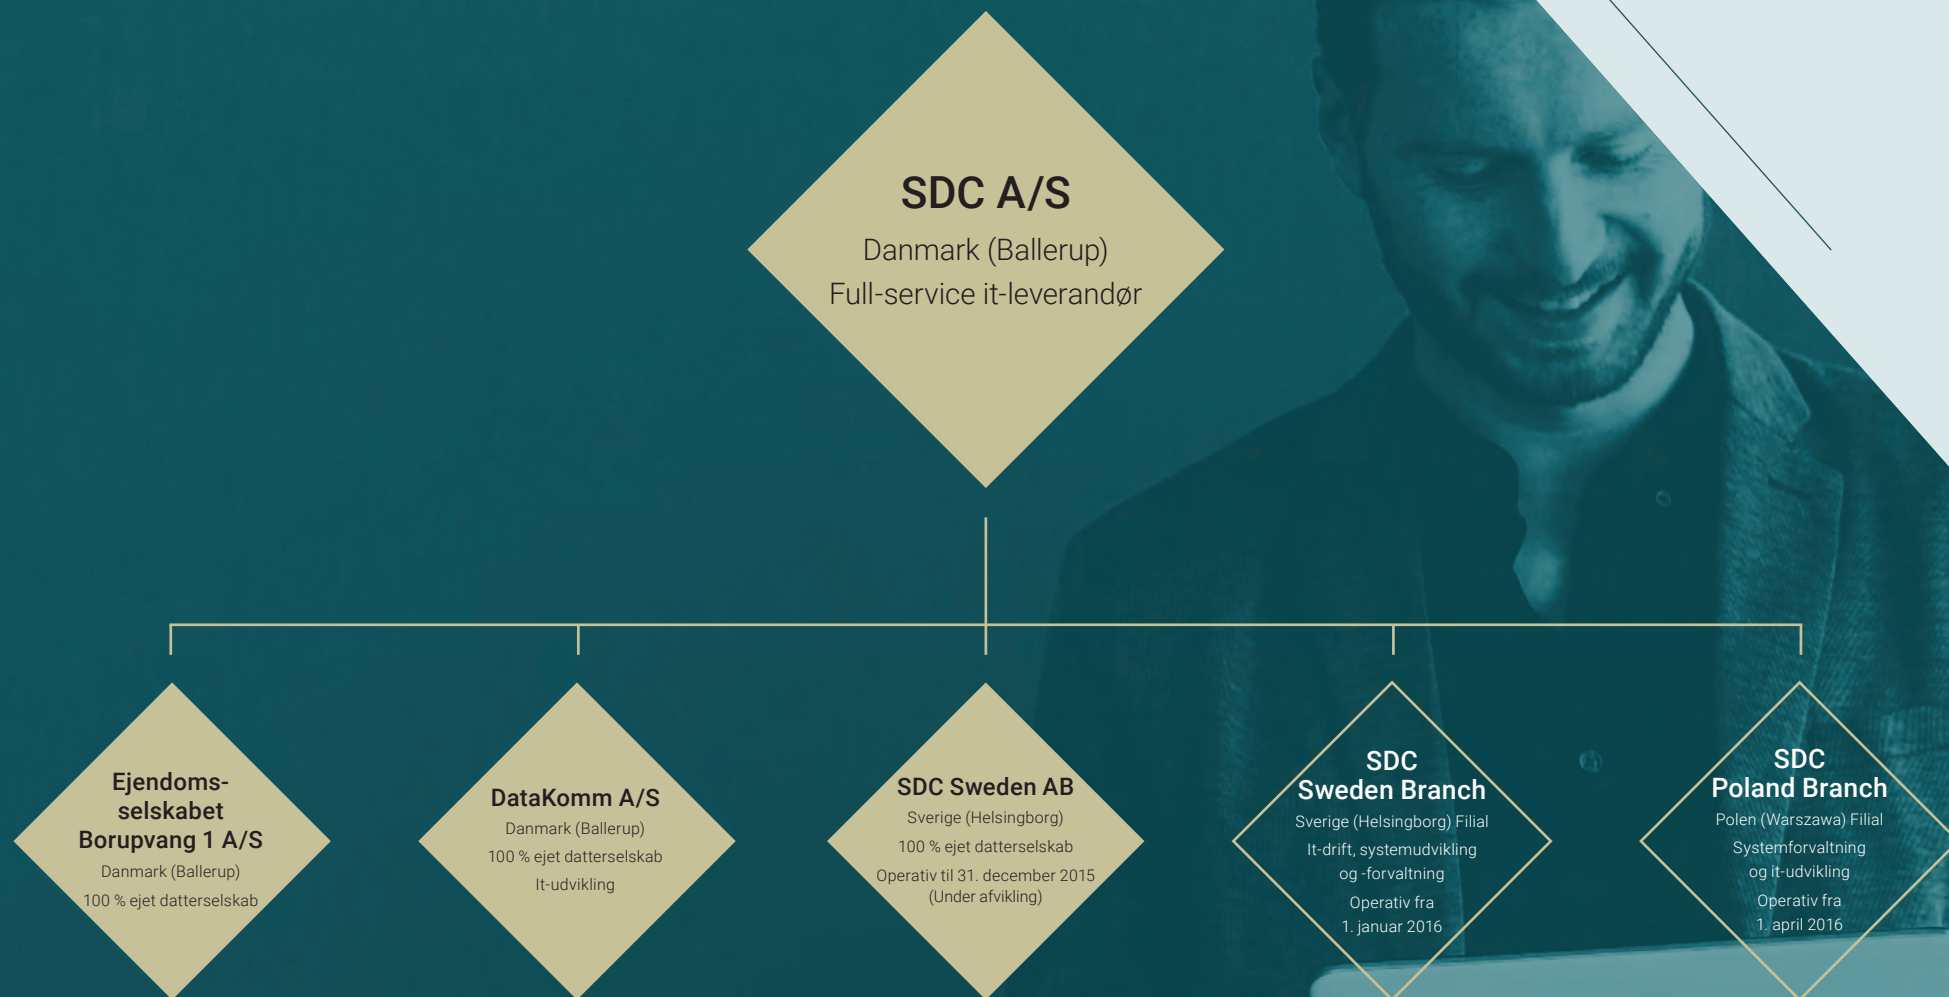 SDC A/S
Danmark (Ballerup)
Full-service it-leverandør
Ejendoms-
selskabet
Borupvang 1 A/S
Danmark (Ballerup)
100 % ejet datterselskab
DataKomm A/S
Danmark (Ballerup)
100 % ejet datterselskab
It-udvikling
SDC Sweden AB
Sverige (Helsingborg)
100 % ejet datterselskab
Operativ til 31. december 2015
(Under afvikling)
SDC
Sweden Branch
Sverige (Helsingborg) Filial
It-drift, systemudvikling
og -forvaltning
Operativ fra
1. januar 2016
SDC
Poland Branch
Polen (Warszawa) Filial
Systemforvaltning
og it-udvikling
Operativ fra
1. april 2016